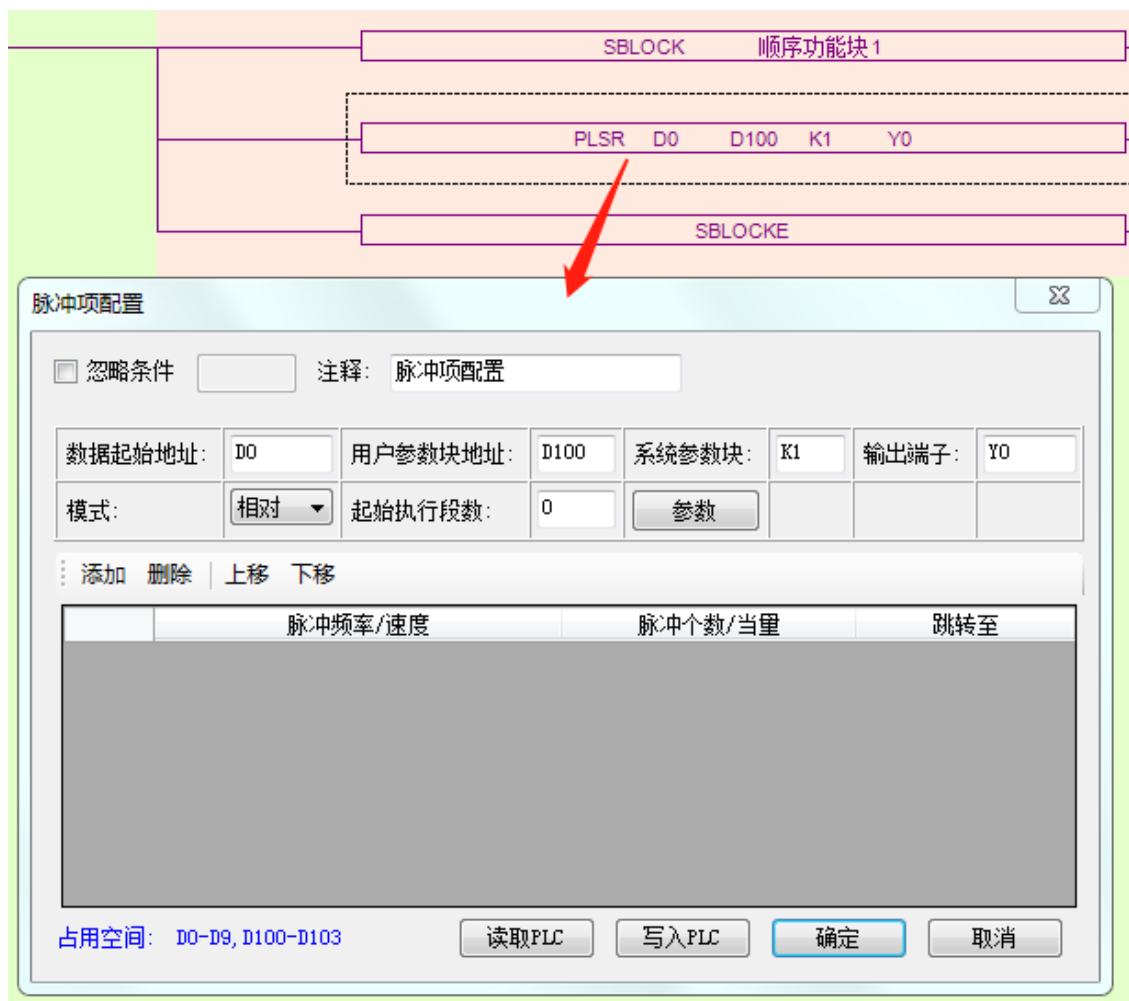 SBLOCK 顺序功能块1
PLSR D0 D100 K1 Y0
SBLOCKE
脉冲项配置
忽略条件 注释: 脉冲项配置
数据起始地址: D0 用户参数块地址: D100 系统参数块: K1 输出端子: Y0
模式: 相对 起始执行段数: 0 参数
添加 删除 上移 下移
脉冲频率/速度 脉冲个数/当量 跳转至
占用空间: D0-D9,D100-D103 读取PLC 写入PLC 确定 取消